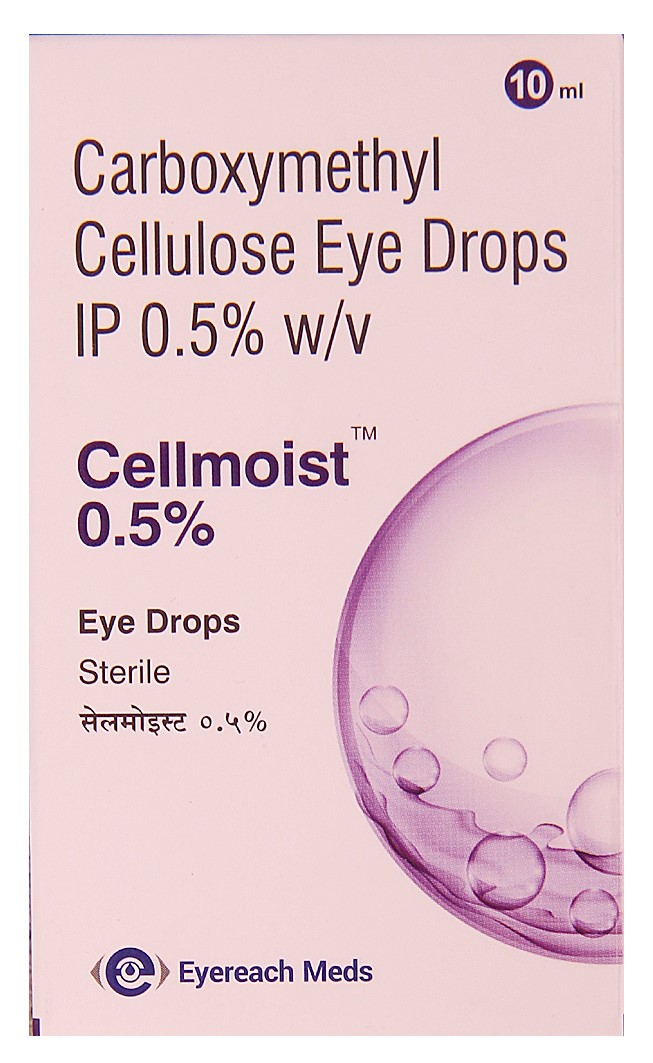 10 ml
Carboxymethyl
Cellulose Eye Drops
IP 0.5% w/v
Cellmoist™
0.5%
Eye Drops
Sterile
सेलमोइस्ट ०.५%
Eyereach Meds